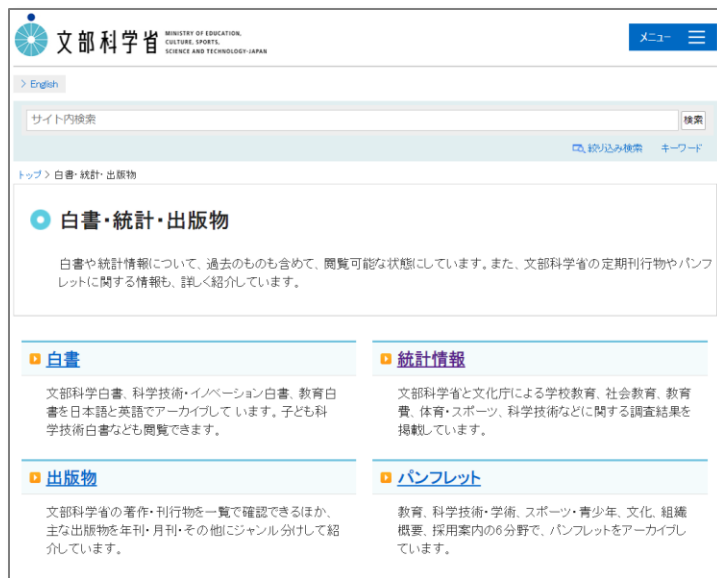 文部科学省 MINISTRY OF EDUCATION,
CULTURE, SPORTS,
SCIENCE AND TECHNOLOGY-JAPAN
メニュー
> English
サイト内検索
検索
絞り込み検索 キーワード
トップ > 白書・統計・出版物
白書・統計・出版物
白書や統計情報について、過去のものも含めて、閲覧可能な状態にしています。また、文部科学省の定期刊行物やパンフ
レットに関する情報も、詳しく紹介しています。
白書
文部科学白書、科学技術・イノベーション白書、教育白
書を日本語と英語でアーカイブして います。子ども科
学技術白書なども閲覧できます。
統計情報
文部科学省と文化庁による学校教育、社会教育、教育
費、体育・スポーツ、科学技術などに関する調査結果を
掲載しています。
出版物
文部科学省の著作・刊行物を一覧で確認できるほか、
主な出版物を年刊・月刊・その他にジャンル分けして紹
介しています。
パンフレット
教育、科学技術・学術、スポーツ・青少年、文化、組織
概要、採用案内の6分野で、パンフレットをアーカイブし
ています。